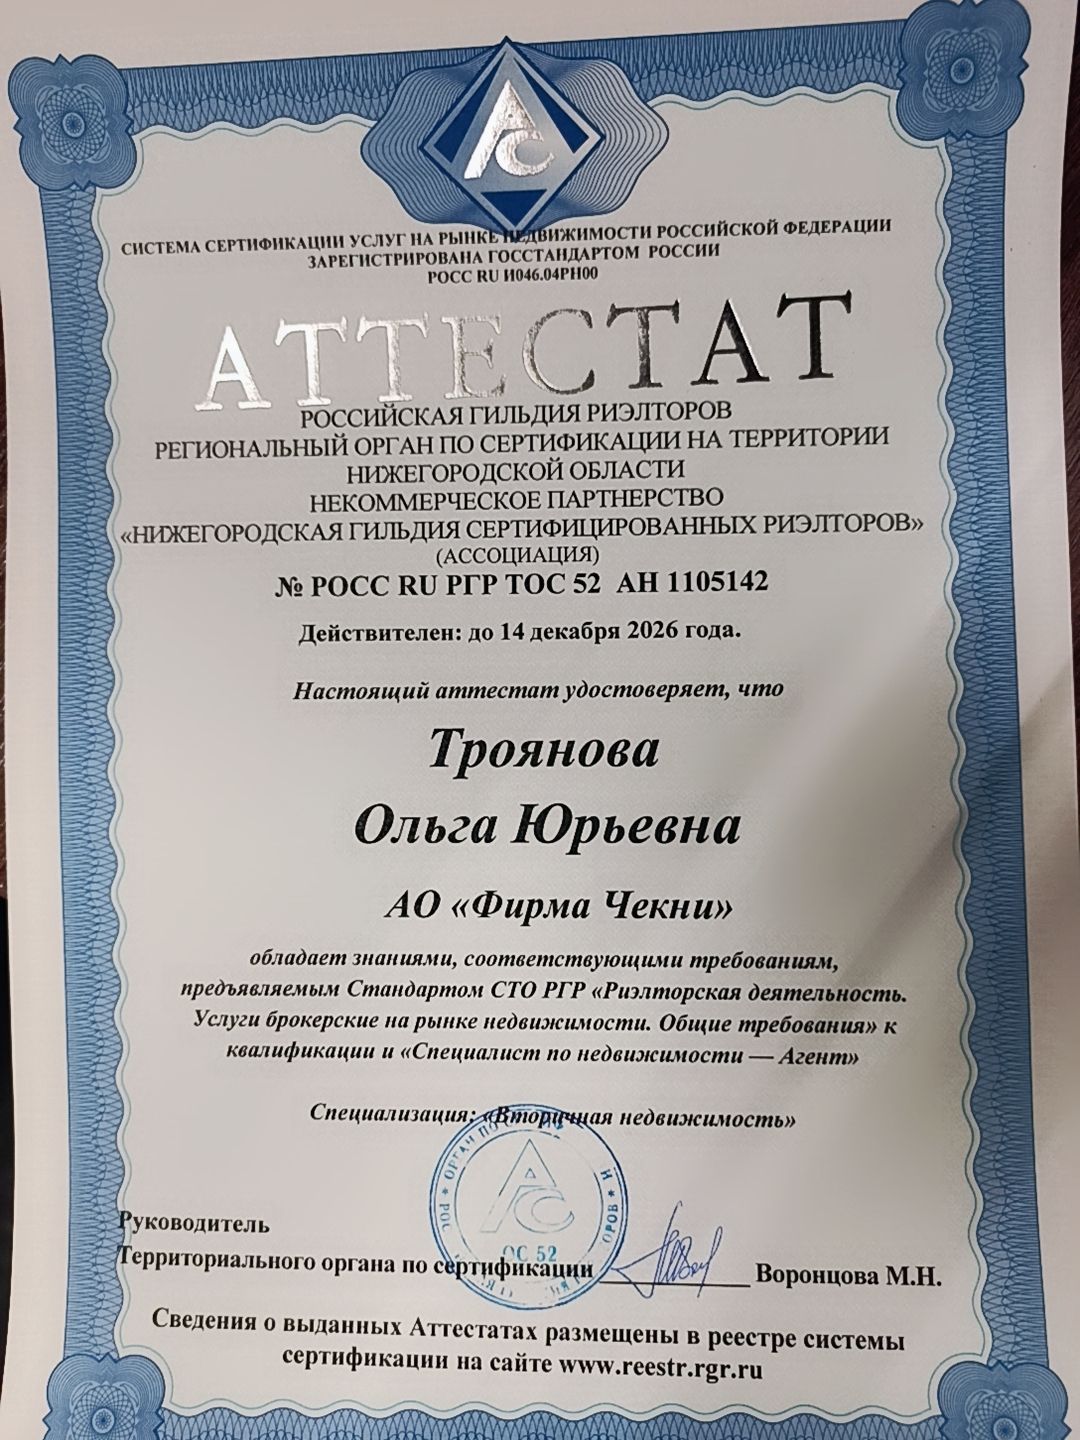 АС
СИСТЕМА СЕРТИФИКАЦИИ УСЛУГ НА РЫНКЕ НЕДВИЖИМОСТИ РОССИЙСКОЙ ФЕДЕРАЦИИ
ЗАРЕГИСТРИРОВАНА ГОССТАНДАРТОМ РОССИИ
РОСС RU И046.04РН00
АТТЕСТАТ
РОССИЙСКАЯ ГИЛЬДИЯ РИЭЛТОРОВ
РЕГИОНАЛЬНЫЙ ОРГАН ПО СЕРТИФИКАЦИИ НА ТЕРРИТОРИИ
НИЖЕГОРОДСКОЙ ОБЛАСТИ
НЕКОММЕРЧЕСКОЕ ПАРТНЕРСТВО
«НИЖЕГОРОДСКАЯ ГИЛЬДИЯ СЕРТИФИЦИРОВАННЫХ РИЭЛТОРОВ»
(АССОЦИАЦИЯ)
№ РОСС RU РГР ТОС 52 АН 1105142
Действителен: до 14 декабря 2026 года.
Настоящий аттестат удостоверяет, что
Троянова
Ольга Юрьевна
АО «Фирма Чекни»
обладает знаниями, соответствующими требованиям,
предъявляемым Стандартом СТО РГР «Риэлторская деятельность.
Услуги брокерские на рынке недвижимости. Общие требования» к
квалификации и «Специалист по недвижимости — Агент»
Специализация: «Вторичная недвижимость»
ОРГАН ПО
АС
ОС 52
Руководитель
Территориального органа по сертификации Воронцова М.Н.
Сведения о выданных Аттестатах размещены в реестре системы
сертификации на сайте www.reestr.rgr.ru